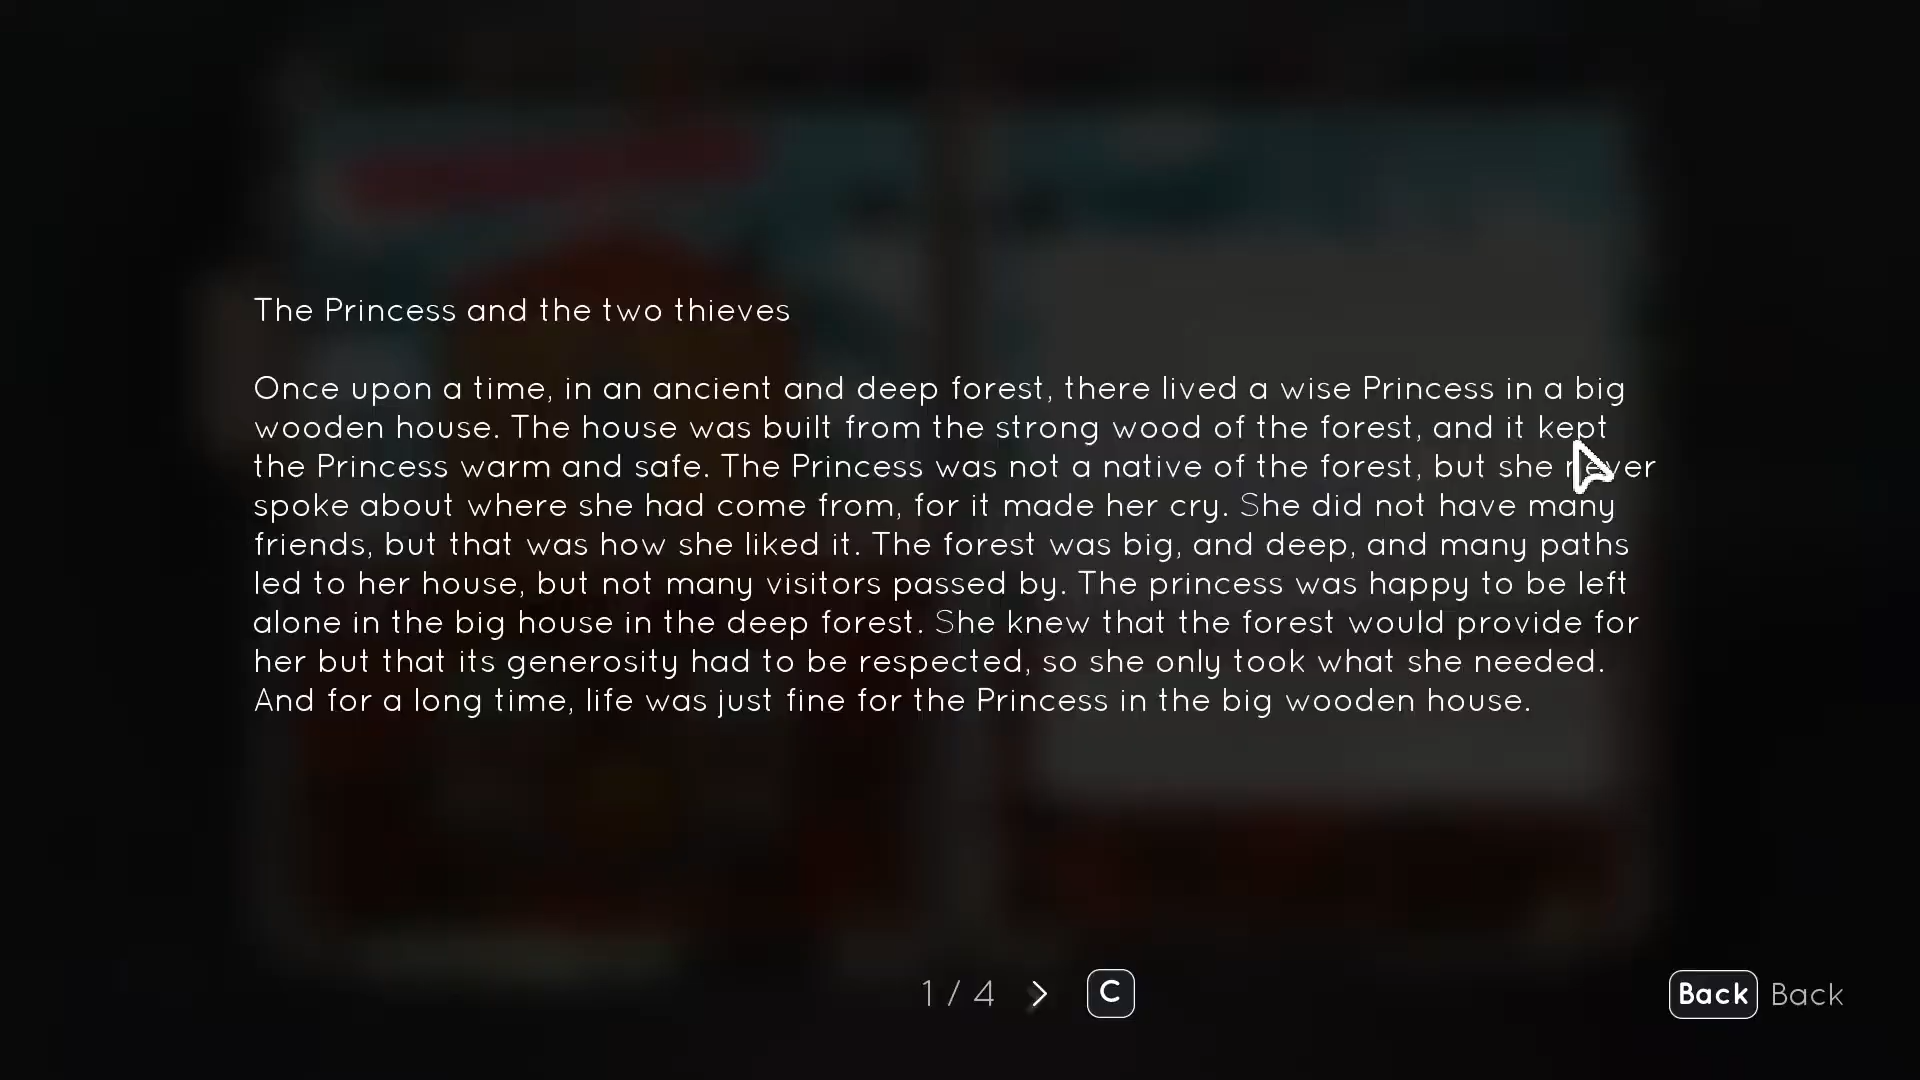 The Princess and the two thieves
Once upon a time, in an ancient and deep forest, there lived a wise Princess in a big
wooden house. The house was built from the strong wood of the forest, and it kept
the Princess warm and safe. The Princess was not a native of the forest, but she never
spoke about where she had come from, for it made her cry. She did not have many
friends, but that was how she liked it. The forest was big, and deep, and many paths
led to her house, but not many visitors passed by. The princess was happy to be left
alone in the big house in the deep forest. She knew that the forest would provide for
her but that its generosity had to be respected, so she only took what she needed.
And for a long time, life was just fine for the Princess in the big wooden house.
1 / 4 > C
Back Back